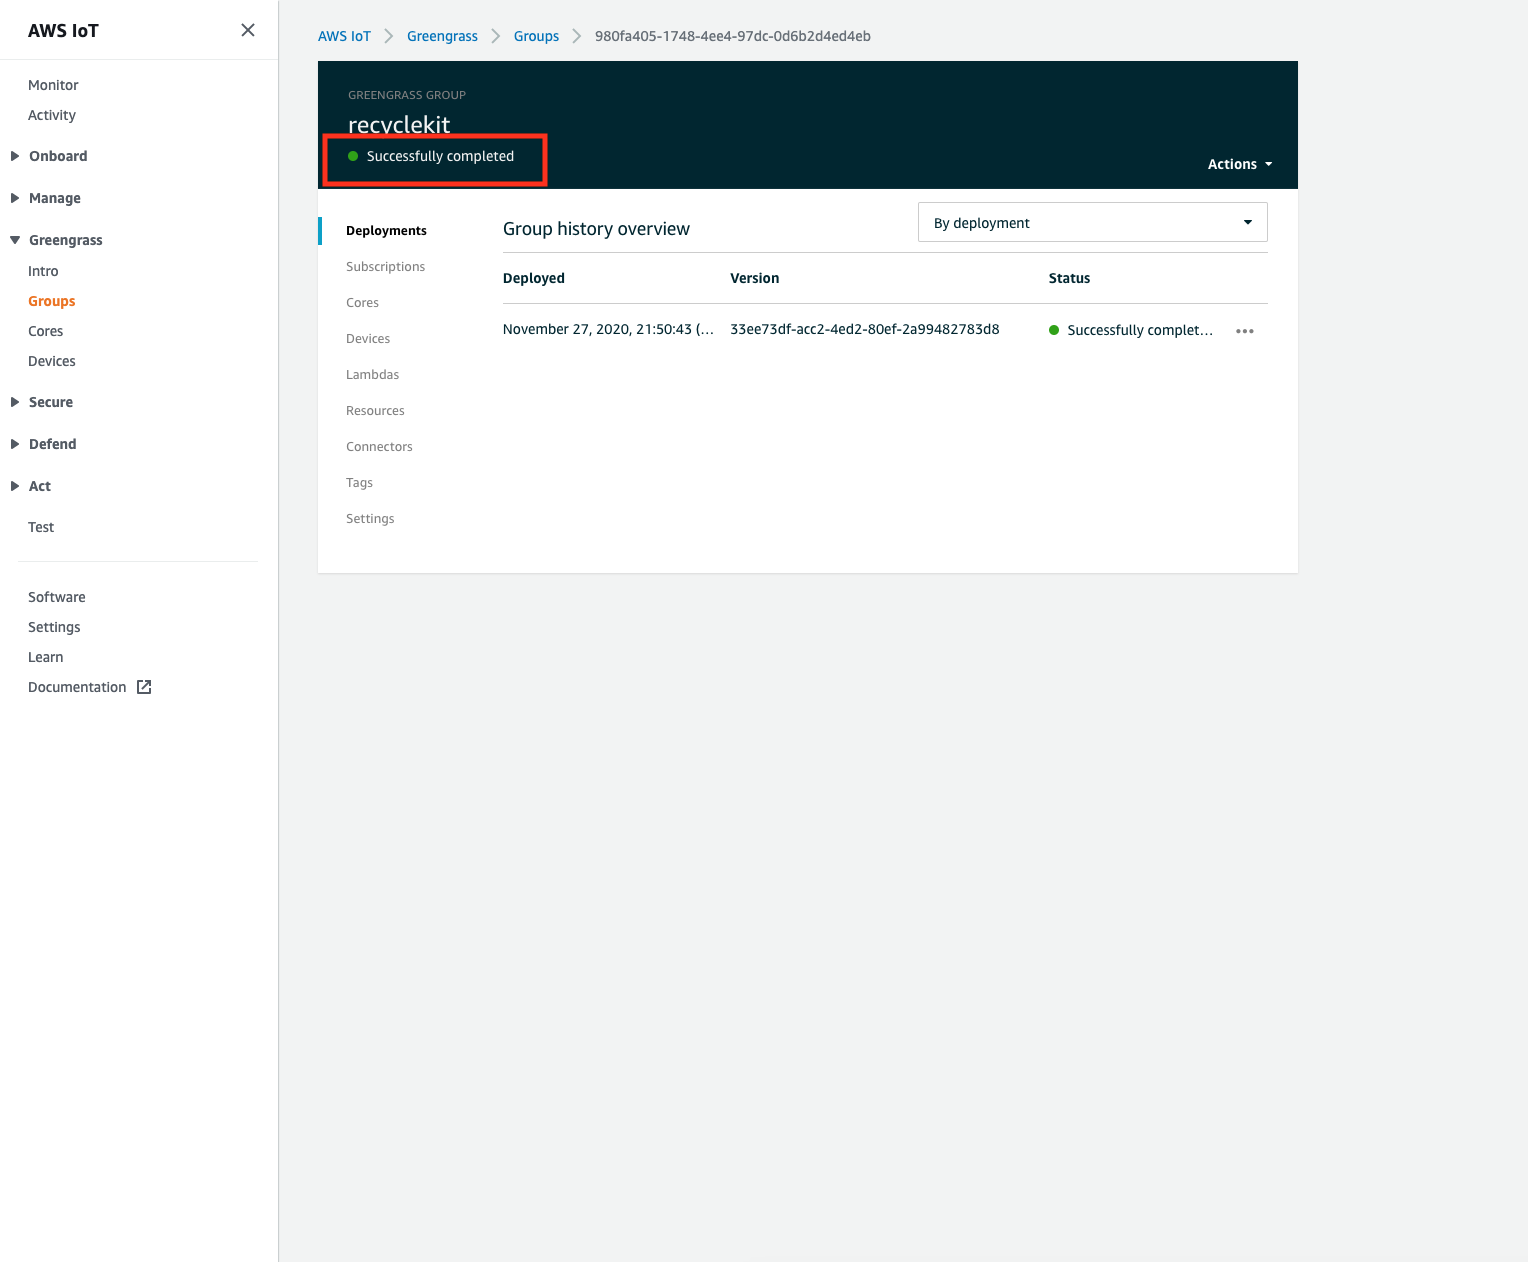 AWS IoT
Monitor
Activity
Onboard
Manage
Greengrass
Intro
Groups
Cores
Devices
Secure
Defend
Act
Test
Software
Settings
Learn
Documentation
AWS IoT Greengrass Groups 980fa405-1748-4ee4-97dc-0d6b2d4ed4eb
GREENGRASS GROUP
recyclekit
Successfully completed
Actions
Deployments
Subscriptions
Cores
Devices
Lambdas
Resources
Connectors
Tags
Settings
Group history overview
By deployment
Deployed Version Status
November 27, 2020, 21:50:43 (... 33ee73df-acc2-4ed2-80ef-2a99482783d8 Successfully complet...